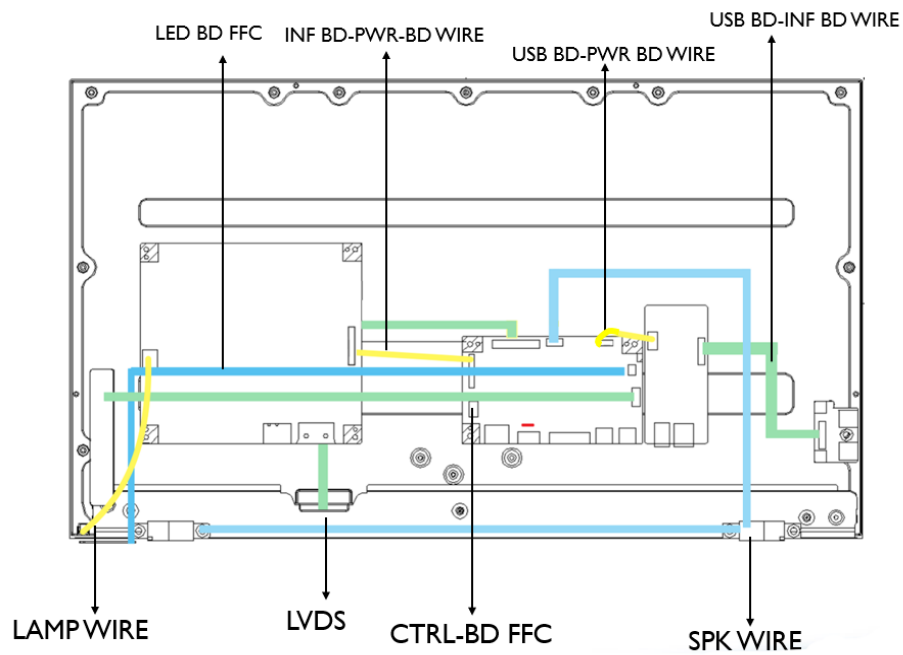 USB BD-INF BD WIRE
LED BD FFC
INF BD-PWR-BD WIRE
USB BD-PWR BD WIRE
LAMP WIRE
LVDS
CTRL-BD FFC
SPK WIRE